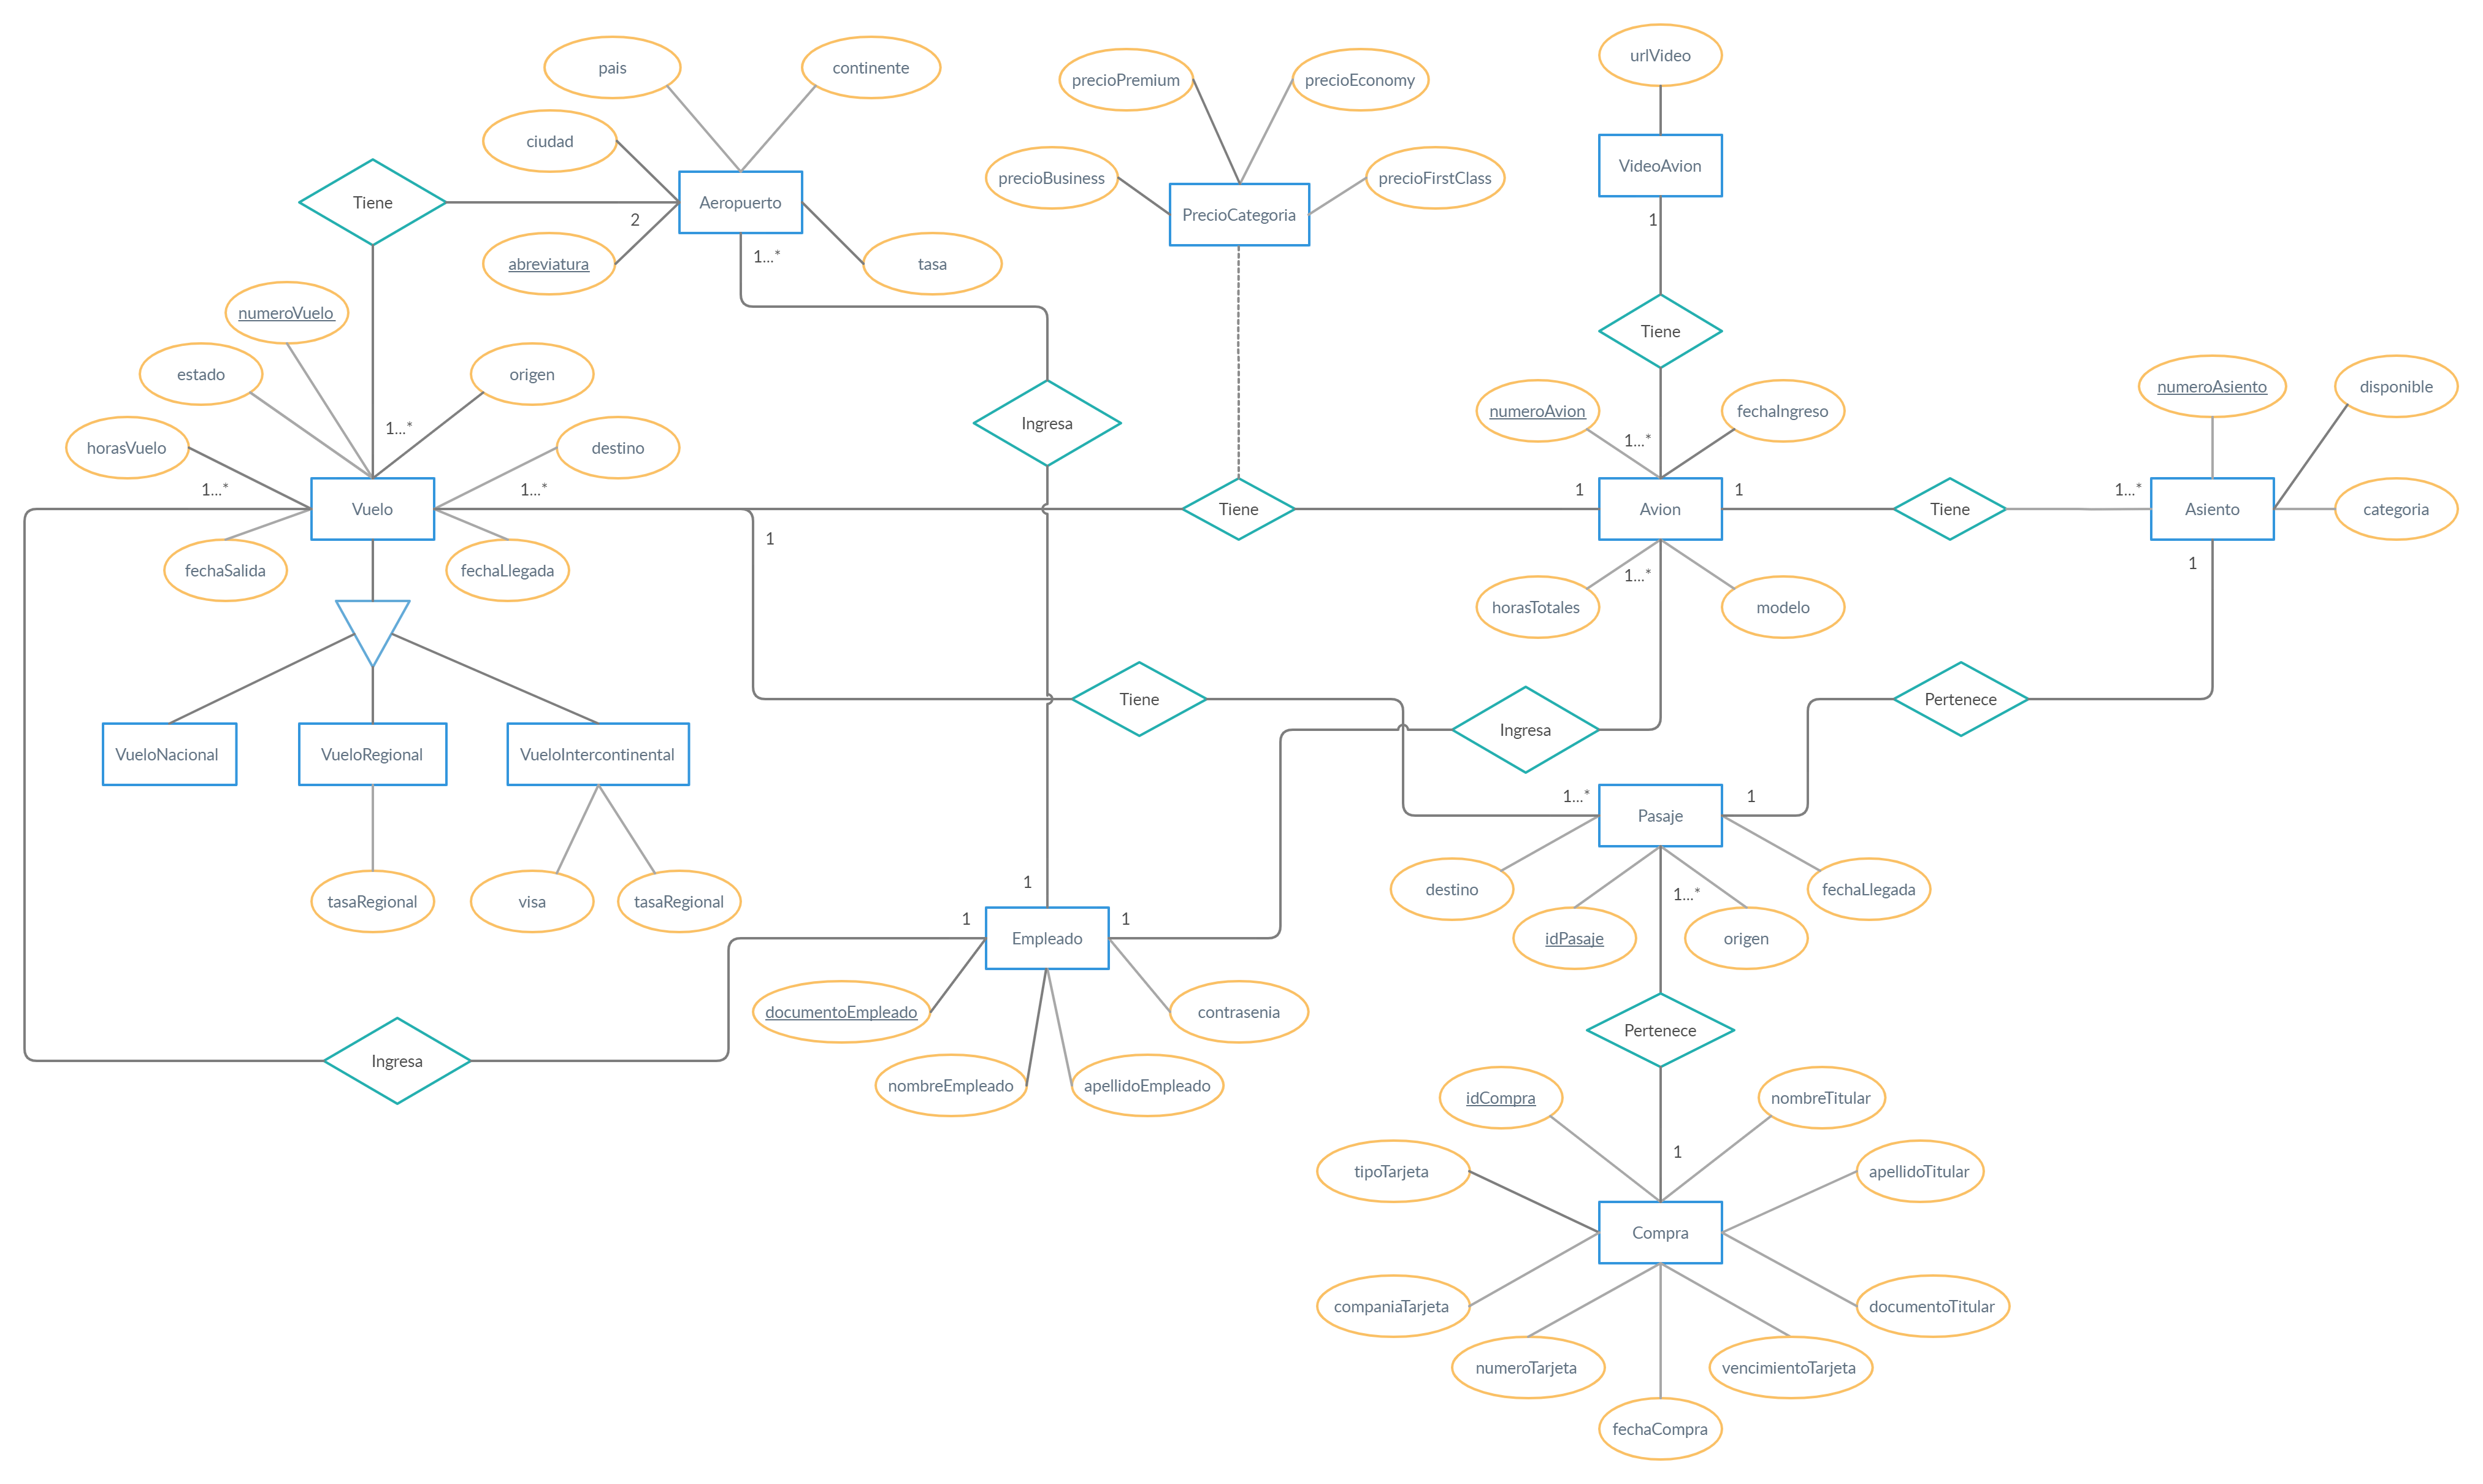 urlVideo
pais
continente
precioPremium
precioEconomy
ciudad
VideoAvion
precioBusiness
precioFirstClass
Tiene
Aeropuerto
PrecioCategoria
2
1
1...*
abreviatura
tasa
numeroVuelo
Tiene
estado
origen
numeroAsiento
disponible
numeroAvion
fechaIngreso
Ingresa
1...*
1...*
horasVuelo
destino
1...*
1...*
1
1
1...*
Vuelo
Tiene
Avion
Tiene
Asiento
categoria
1
1
fechaSalida
fechaLlegada
1...*
horasTotales
modelo
Tiene
Pertenece
Ingresa
VueloNacional
VueloRegional
VueloIntercontinental
1...*
1
Pasaje
1
destino
fechaLlegada
1...*
tasaRegional
visa
tasaRegional
1
1
Empleado
idPasaje
origen
documentoEmpleado
contrasenia
Pertenece
Ingresa
nombreEmpleado
apellidoEmpleado
idCompra
nombreTitular
1
tipoTarjeta
apellidoTitular
Compra
companiaTarjeta
documentoTitular
numeroTarjeta
vencimientoTarjeta
fechaCompra